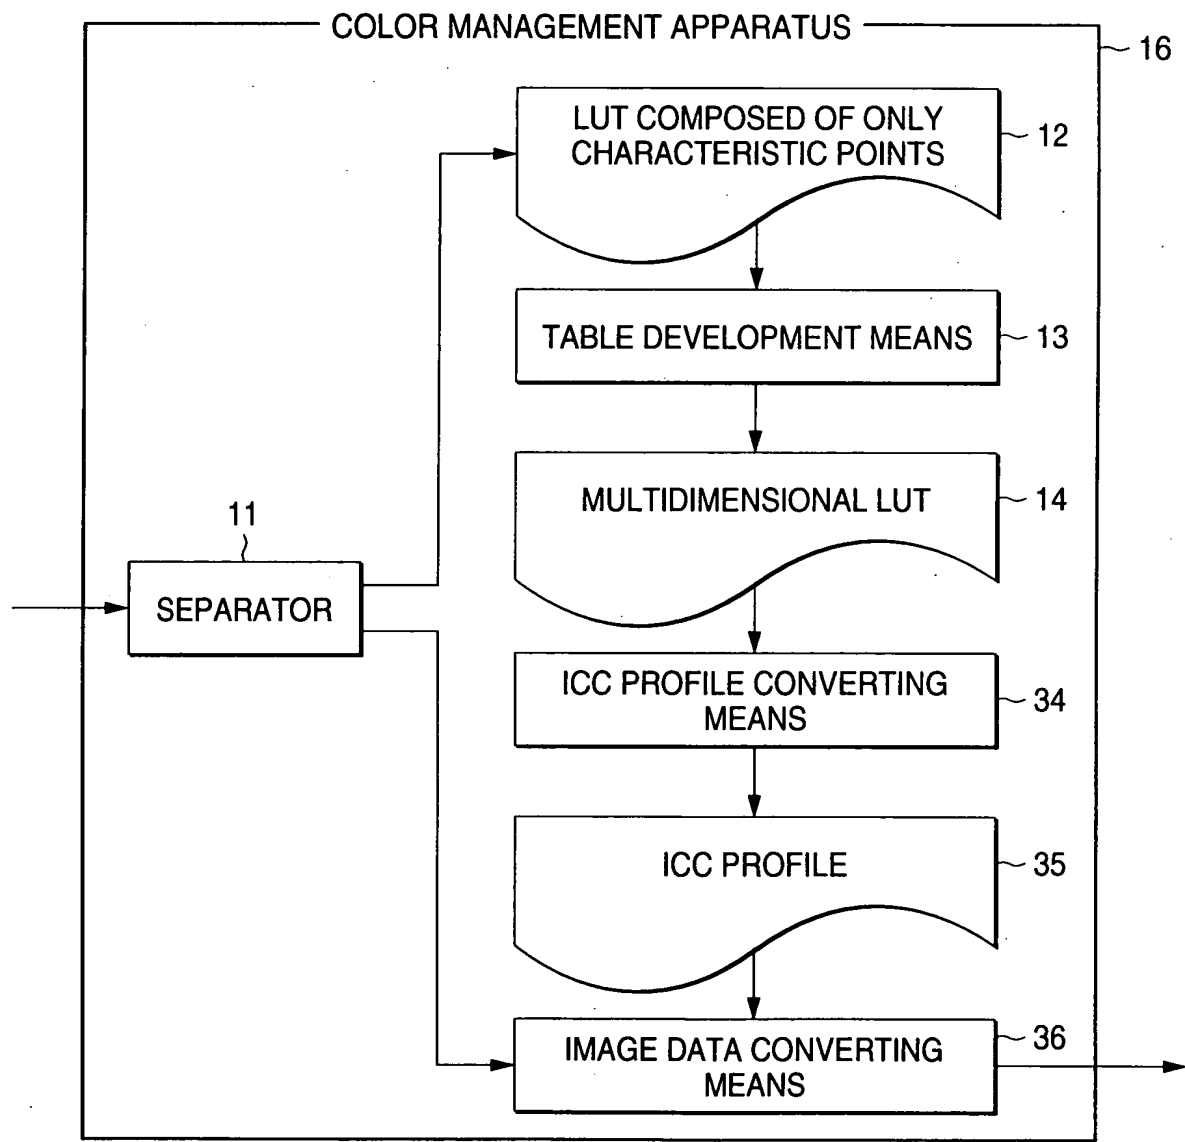 COLOR MANAGEMENT APPARATUS
16
LUT COMPOSED OF ONLY
CHARACTERISTIC POINTS
12
TABLE DEVELOPMENT MEANS
13
MULTIDIMENSIONAL LUT
14
11
SEPARATOR
ICC PROFILE CONVERTING
MEANS
34
ICC PROFILE
35
IMAGE DATA CONVERTING
MEANS
36